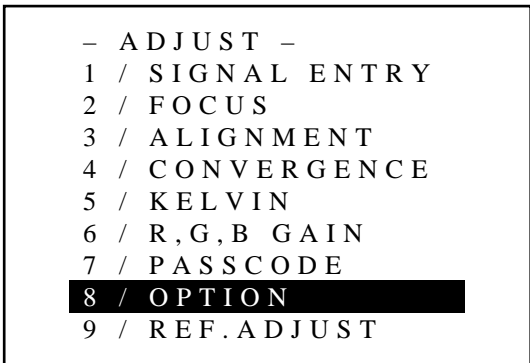 – ADJUST –
1 / SIGNAL ENTRY
2 / FOCUS
3 / ALIGNMENT
4 / CONVERGENCE
5 / KELVIN
6 / R,G,B GAIN
7 / PASSCODE
8 / OPTION
9 / REF.ADJUST